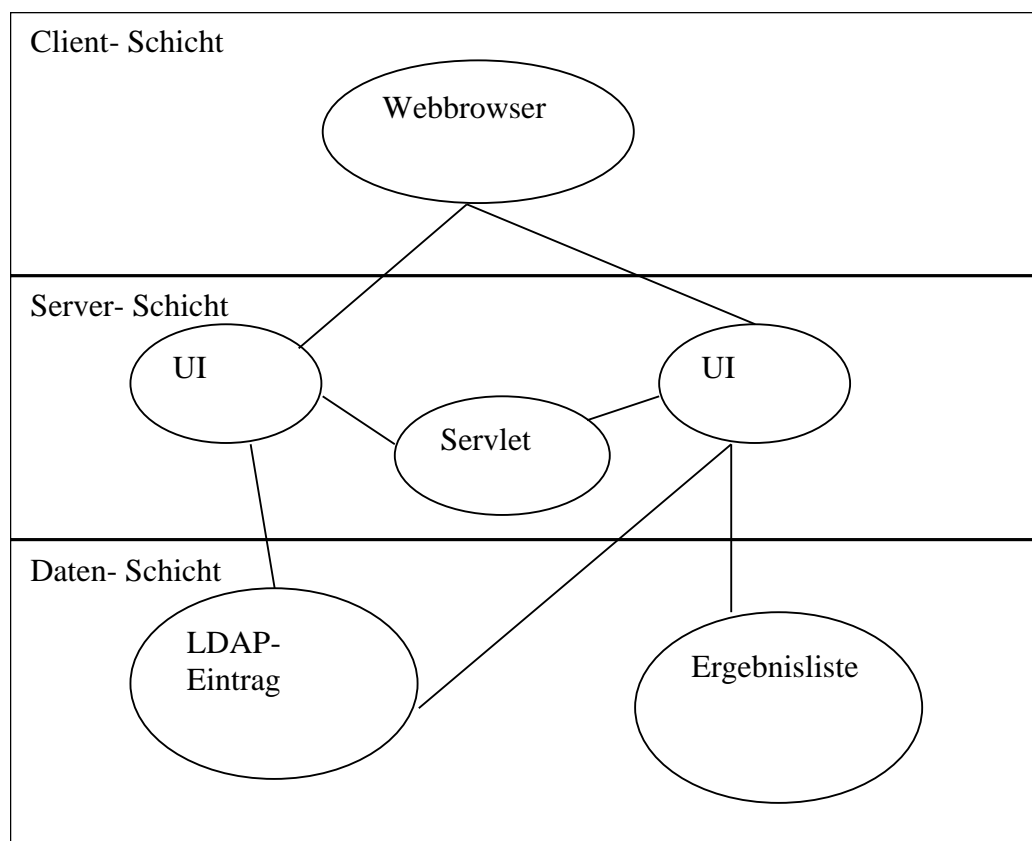 Client- Schicht
Webbrowser
Server- Schicht
UI
UI
Servlet
Daten- Schicht
LDAP-
Eintrag
Ergebnisliste